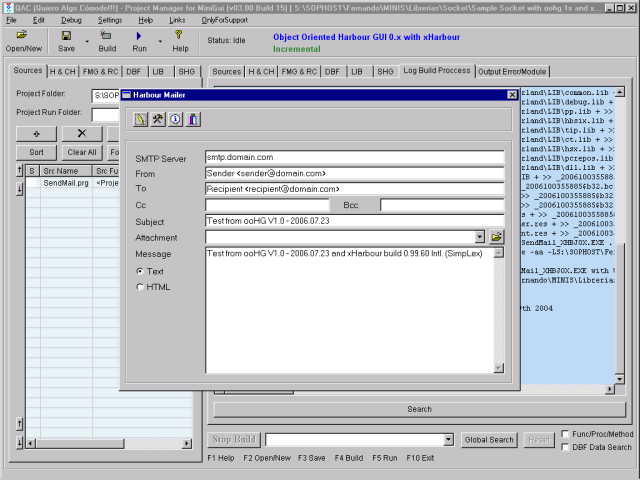 QAC (Quiero Algo Cómodo!!!) - Project Manager for MiniGui [v03.00 Build 15] [ S:\SOPHOST\Fernando\MINIS\Librerias\Socket\Sample Socket with oohg 1x and x...
File Edit Debug Settings Help Links OnlyForSupport
Open/New Save Build Run Help
Status: Idle
Object Oriented Harbour GUI 0.x with xHarbour
Incremental
Sources H & CH FMG & RC DBF LIB SHG
Sources H & CH FMG & RC DBF LIB SHG Log Build Proccess Output Error/Module
Project Folder: S:\SOP
Project Run Folder:
Sort Clear All Fo
S Src Name Src Fu
SendMail.prg <Proje
Harbour Mailer
SMTP Server smtp.domain.com
From Sender <sender@domain.com>
To Recipient <recipient@domain.com>
Cc Bcc
Subject Test from ooHG V1.0 - 2006.07.23
Attachment
Message Test from ooHG V1.0 - 2006.07.23 and xHarbour build 0.99.60 Intl. (SimpLex)
Text
HTML
rland\LIB\common.lib +
rland\LIB\debug.lib +
rland\LIB\pp.lib + >>
rland\LIB\hbsix.lib +
rland\LIB\tip.lib + >>
rland\LIB\ct.lib + >>
rland\LIB\hsx.lib + >>
rland\LIB\pcrepos.lib
rland\LIB\dll.lib + >>
IB + >> _200610035588
_2006100355885$b32.bc
>> _2006100355885$b32
s + >> _2006100355885
er.res + >> _20061003
nt.res + >> _20061003
SendMail_XHBJOX.EXE .
e -aa -LS:\SOPHOST\Fe
Mail_XHBJOX.EXE with
rnando\MINIS\Libreria
th 2004
Search
Stop Build Global Search Reset Func/Proc/Method
DBF Data Search
F1 Help F2 Open/New F3 Save F4 Build F5 Run F10 Exit